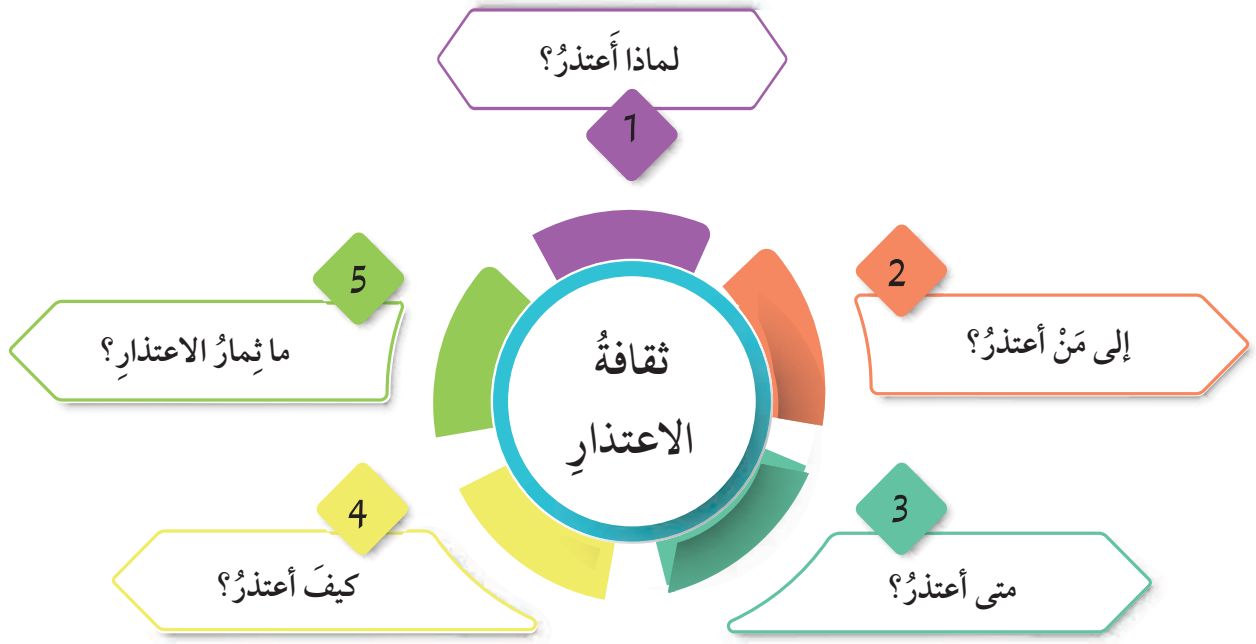 لماذا أَعتذرُ؟
1
2
إلى مَنْ أعتذرُ؟
3
متى أعتذرُ؟
4
كيفَ أعتذرُ؟
5
ما ثِمارُ الاعتذارِ؟
ثقافةُ
الاعتذارِ